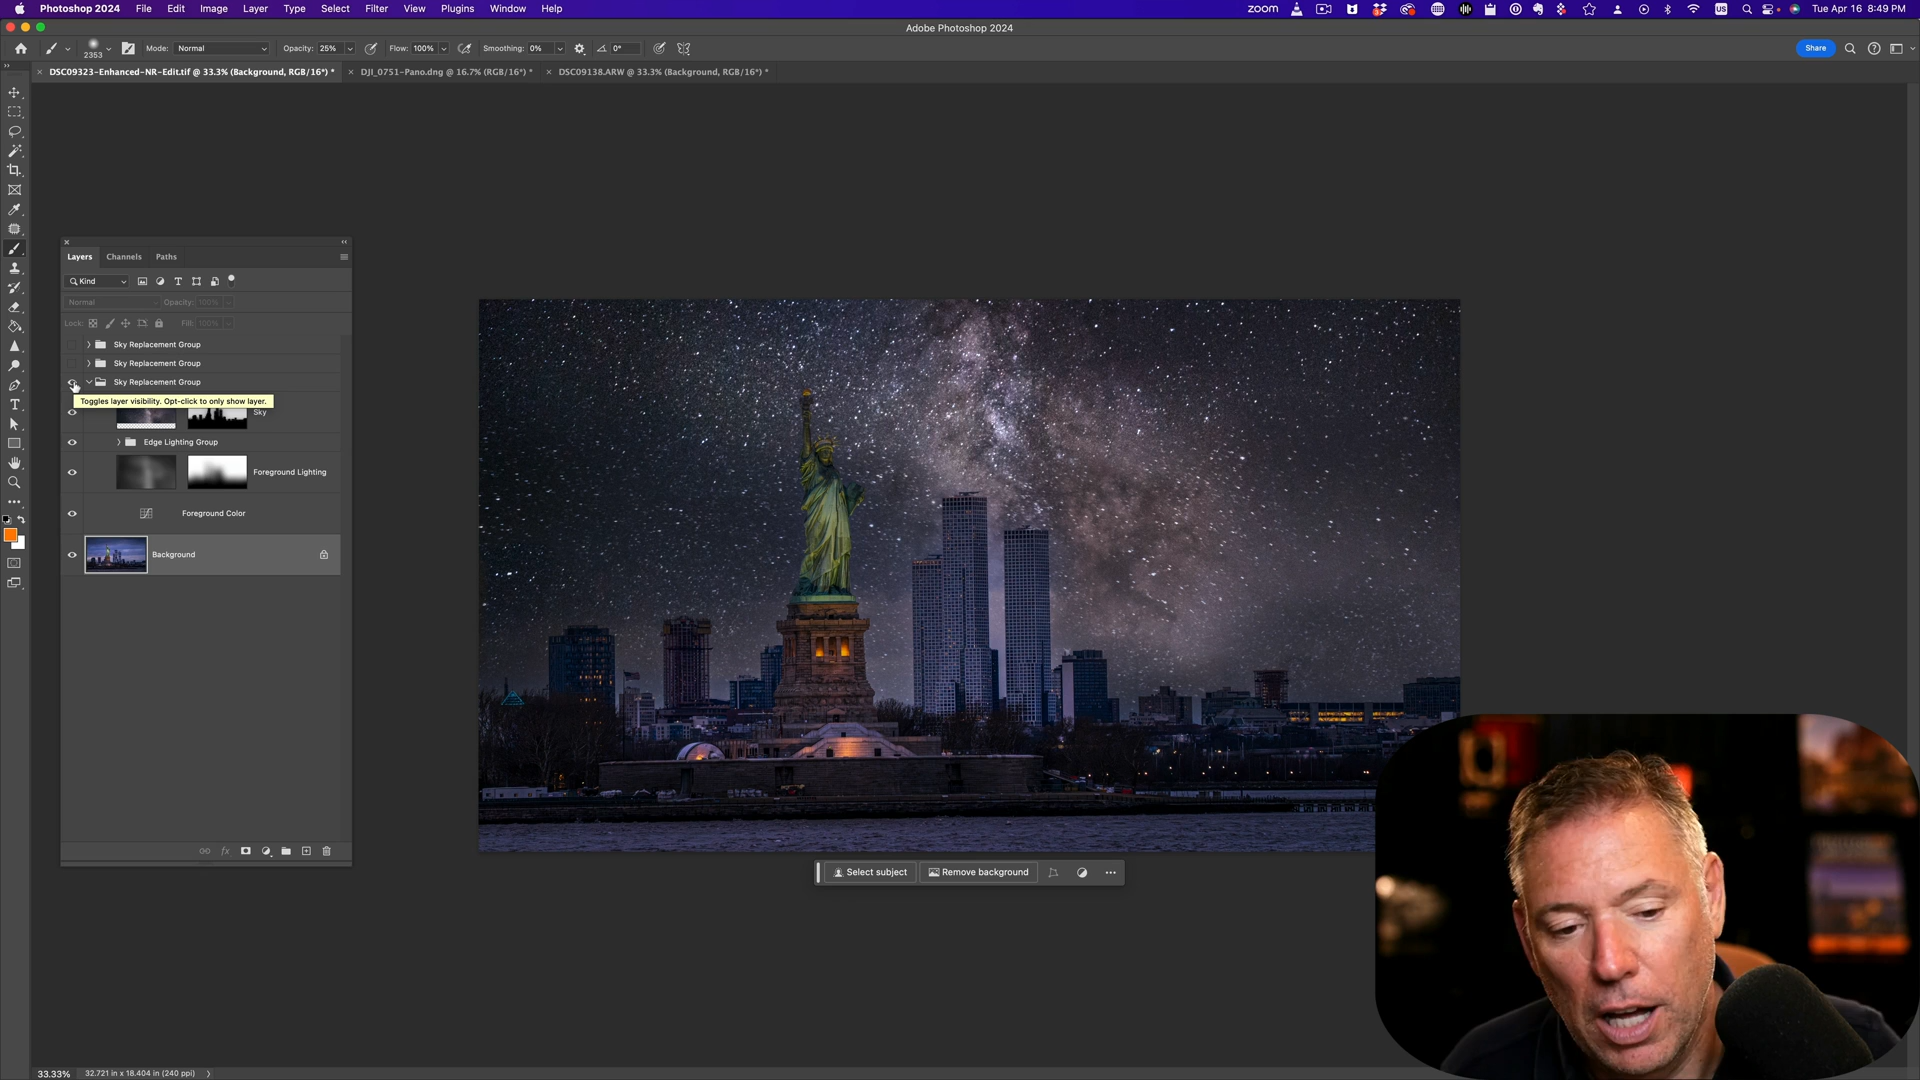 Photoshop 2024 File Edit Image Layer Type Select Filter View Plugins Window Help zoom US Tue Apr 16 8:49 PM
Adobe Photoshop 2024
2353 Mode: Normal Opacity: 25% Flow: 100% Smoothing: 0% 0° Share
× DSC09323-Enhanced-NR-Edit.tif @ 33.3% (Background, RGB/16*) * × DJI_0751-Pano.dng @ 16.7% (RGB/16*) * × DSC09138.ARW @ 33.3% (Background, RGB/16*) *
Layers Channels Paths
Kind
Normal Opacity: 100%
Lock: Fill: 100%
Sky Replacement Group
Sky Replacement Group
Sky Replacement Group
Toggles layer visibility. Opt-click to only show layer.
Sky
Edge Lighting Group
Foreground Lighting
Foreground Color
Background
fx
Select subject Remove background
33.33% 32.721 in x 18.404 in (240 ppi)